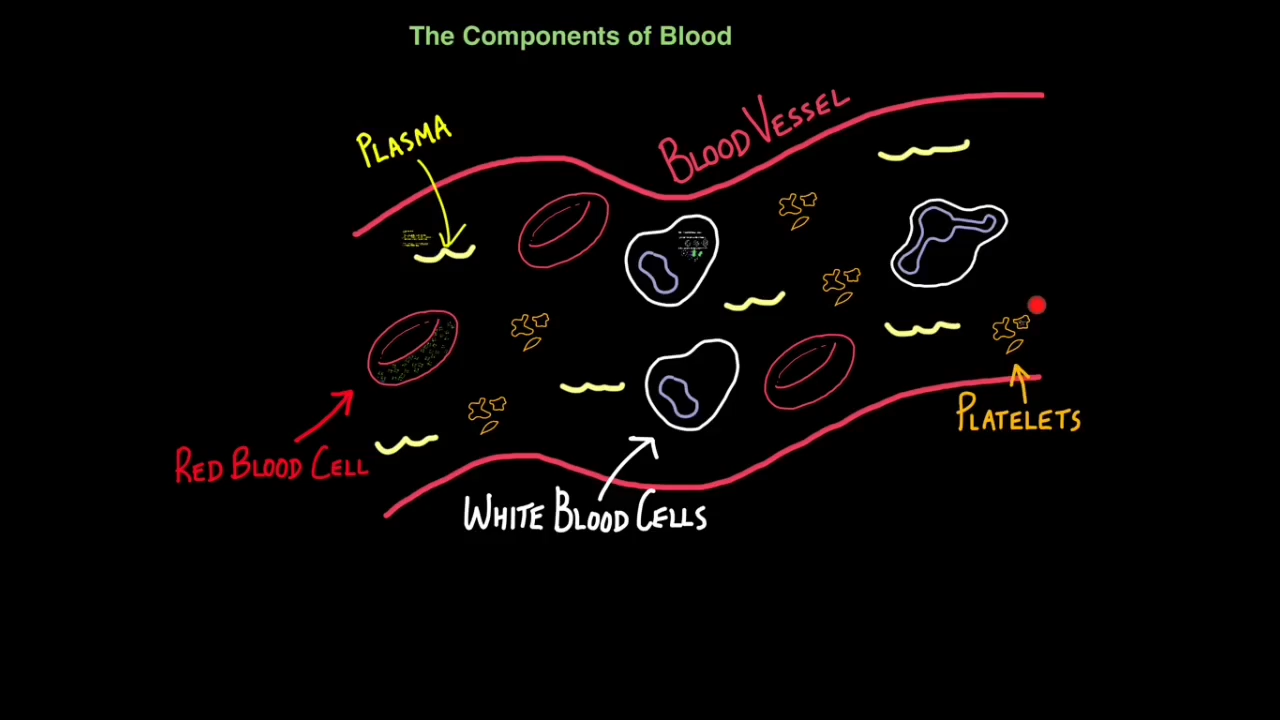 The Components of Blood
PLASMA
BLOOD VESSEL
RED BLOOD CELL
WHITE BLOOD CELLS
PLATELETS